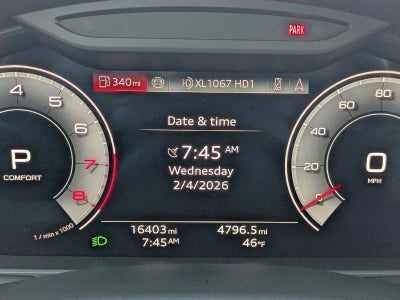 PARK
340 mi XL1067 HD1
Date & time
7:45 AM
Wednesday
2/4/2026
4 5 6 7 8
1 / min x 1000
P
COMFORT
0 20 40 60 80
0
MPH
16403 mi 4796.5 mi
7:45 AM 46°F